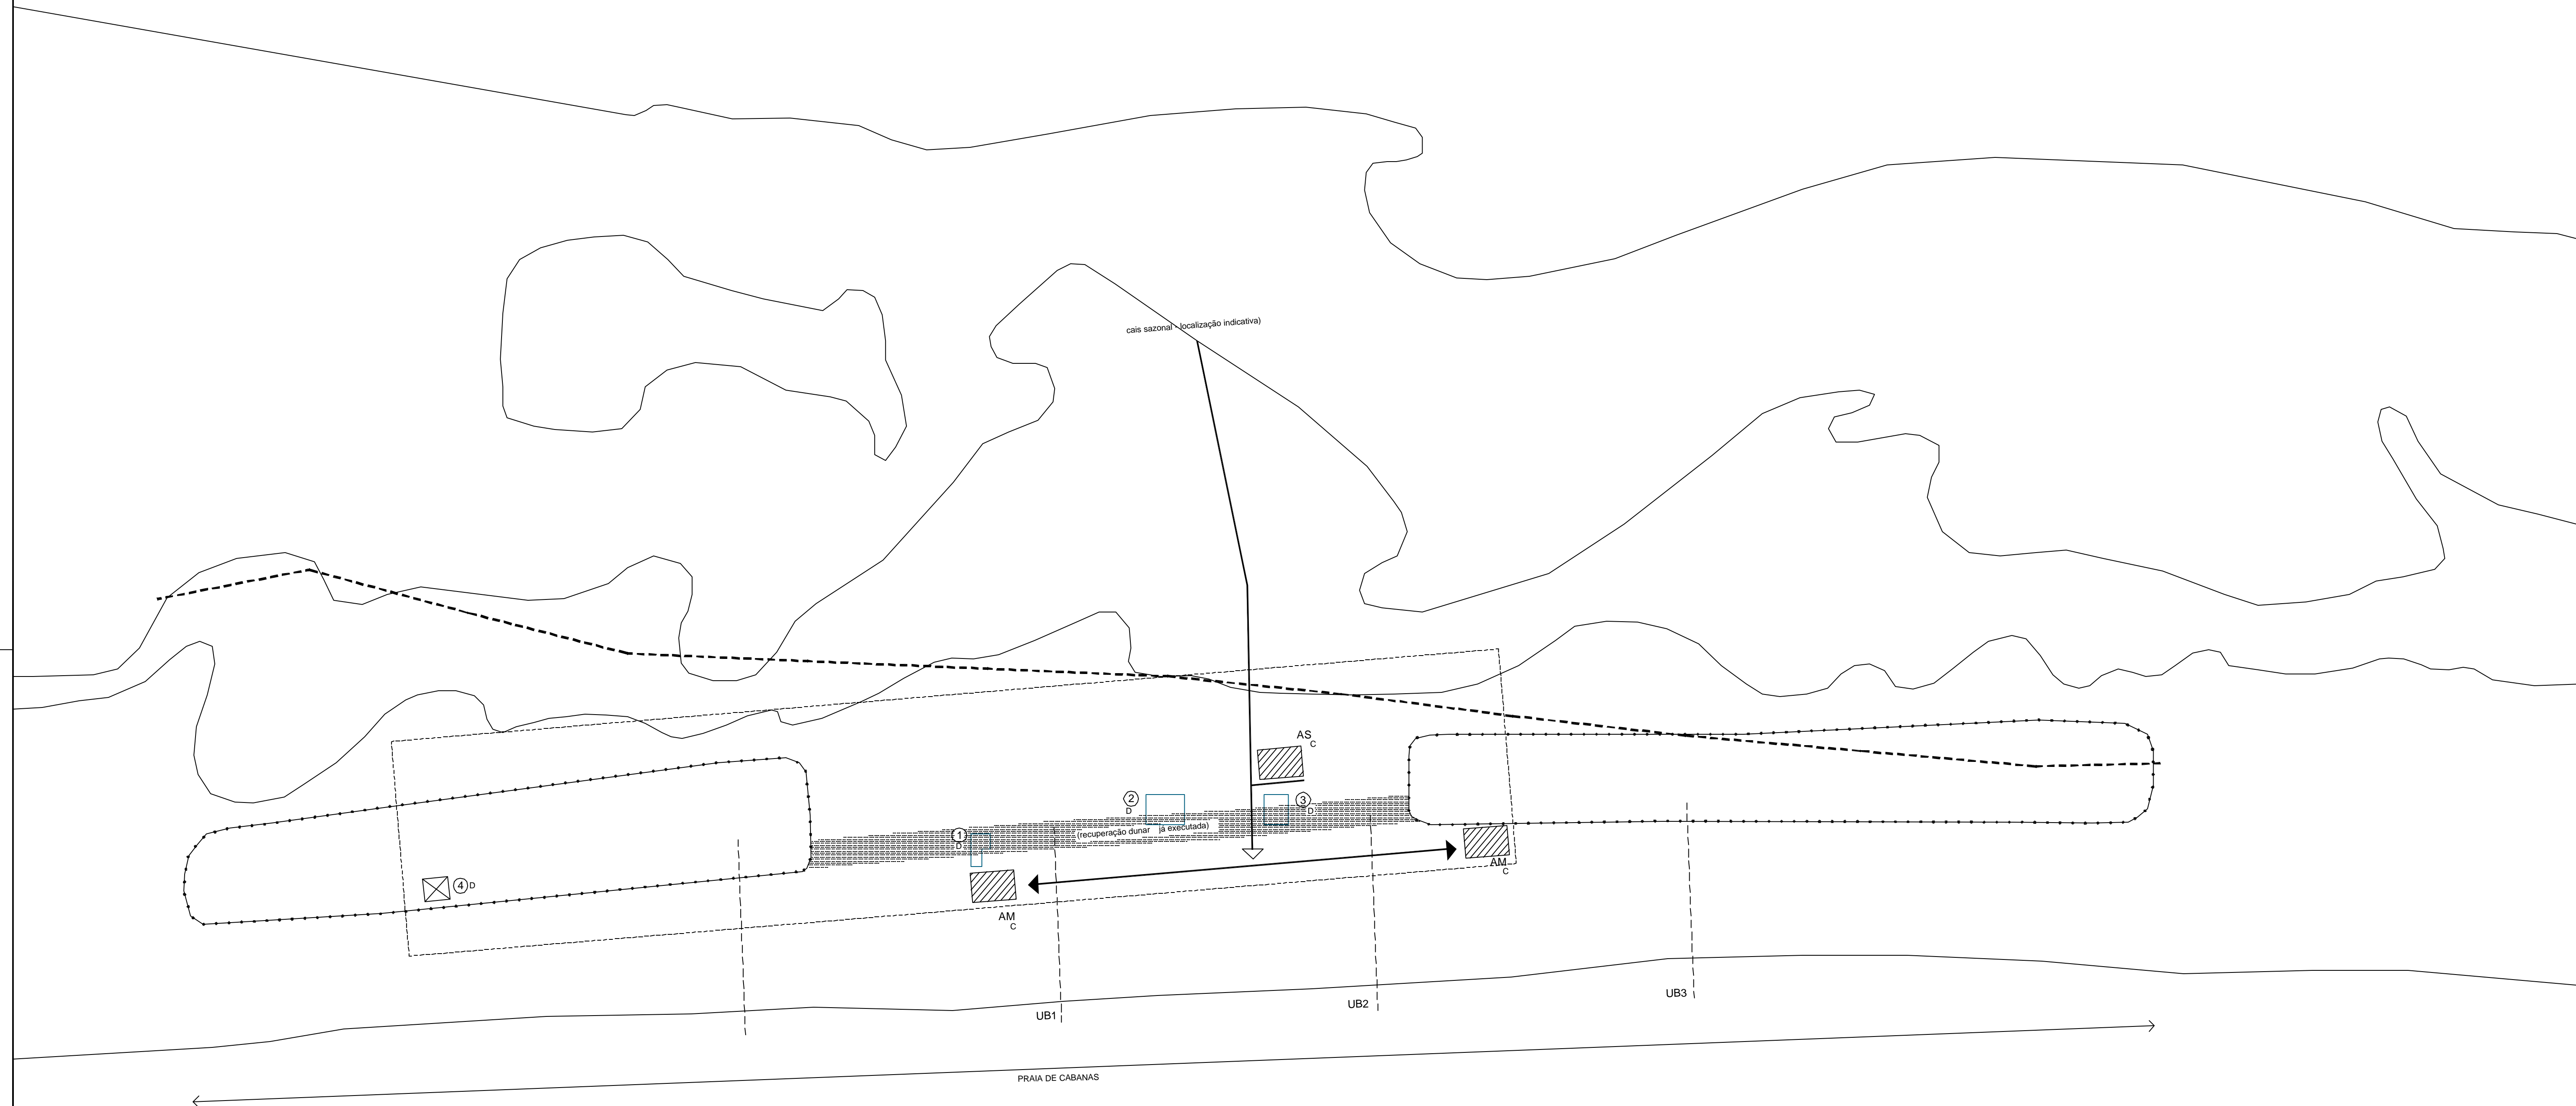 cais sazonal - localização indicativa)
AS
C
2
D
3
D
(recuperação dunar já executada)
1
D
4 D
AM
C
AM
C
UB1
UB2
UB3
PRAIA DE CABANAS